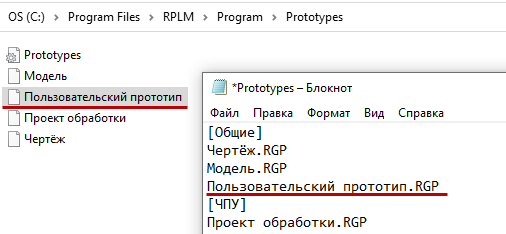 OS (C:) > Program Files > RPLM > Program > Prototypes
Prototypes
Модель
Пользовательский прототип
Проект обработки
Чертёж
*Prototypes – Блокнот
Файл Правка Формат Вид Справка
[Общие]
Чертёж.RGP
Модель.RGP
Пользовательский прототип.RGP
[ЧПУ]
Проект обработки.RGP